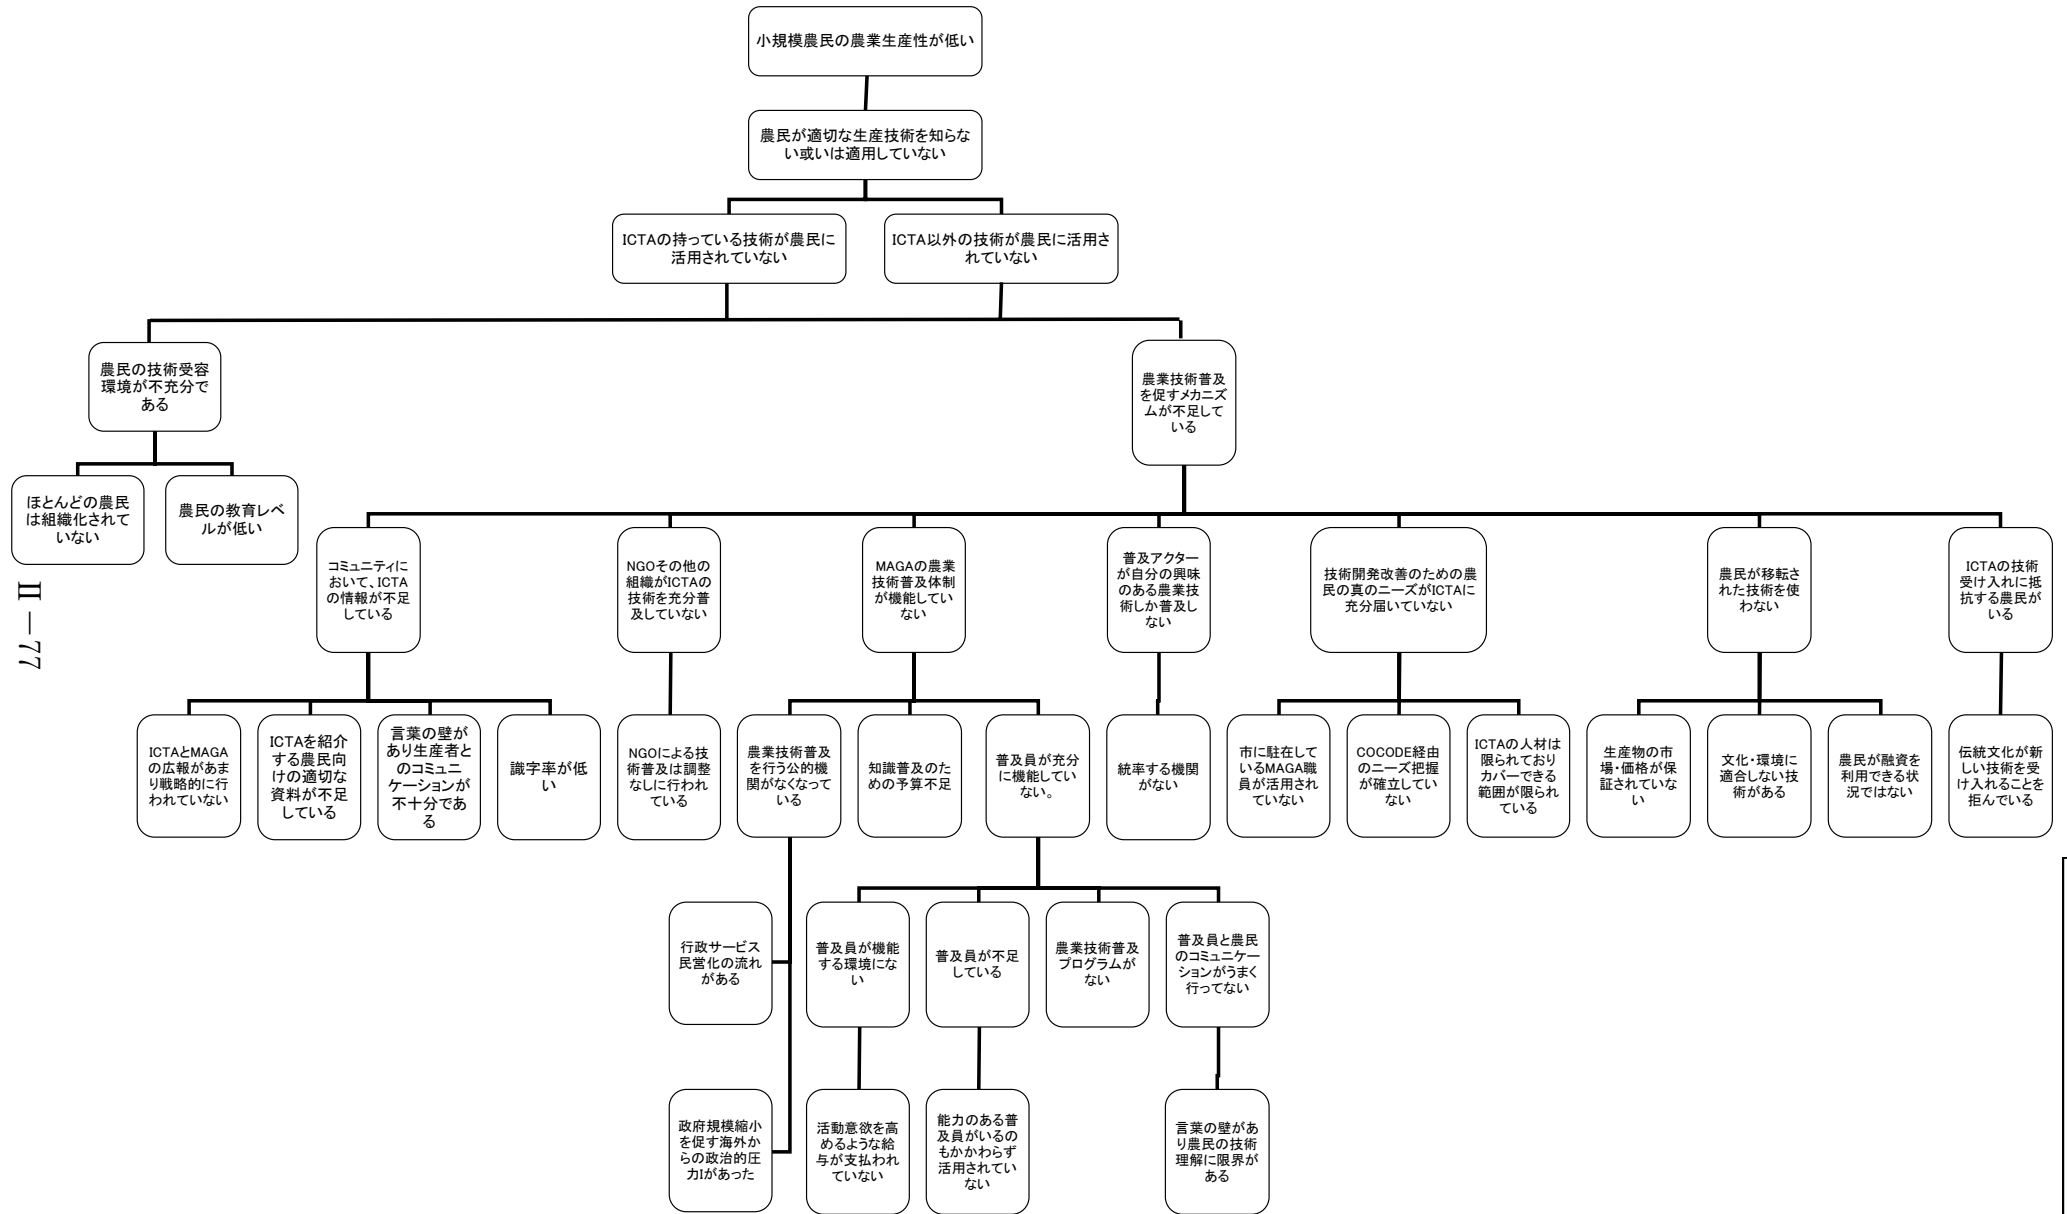 小規模農民の農業生産性が低い
農民が適切な生産技術を知らな
い或いは適用していない
ICTAの持っている技術が農民に
活用されていない
ICTA以外の技術が農民に活用さ
れていない
農民の技術受容
環境が不充分で
ある
農業技術普及
を促すメカニズ
ムが不足して
いる
ほとんどの農民
は組織化されて
いない
農民の教育レベ
ルが低い
コミュニティに
おいて、ICTA
の情報が不足
している
NGOその他の
組織がICTAの
技術を充分普
及していない
MAGAの農業
技術普及体制
が機能してい
ない
普及アクター
が自分の興味
のある農業技
術しか普及し
ない
技術開発改善のための農
民の真のニーズがICTAに
充分届いていない
農民が移転さ
れた技術を使
わない
ICTAの技術
受け入れに抵
抗する農民が
いる
ICTAとMAGA
の広報があま
り戦略的に行
われていない
ICTAを紹介
する農民向
けの適切な
資料が不足
している
言葉の壁が
あり生産者と
のコミュニ
ケーションが
不十分であ
る
識字率が低
い
NGOによる技
術普及は調整
なしに行われ
ている
農業技術普及
を行う公的機
関がなくなって
いる
知識普及のた
めの予算不足
普及員が充分
に機能してい
ない。
統率する機関
がない
市に駐在して
いるMAGA職
員が活用され
ていない
COCODE経由
のニーズ把握
が確立してい
ない
ICTAの人材は
限られており
カバーできる
範囲が限られ
ている
生産物の市
場・価格が保
証されていな
い
文化・環境に
適合しない技
術がある
農民が融資を
利用できる状
況ではない
伝統文化が新
しい技術を受
け入れることを
拒んでいる
行政サービス
民営化の流れ
がある
普及員が機能
する環境にな
い
普及員が不足
している
農業技術普及
プログラムが
ない
普及員と農民
のコミュニケー
ションがうまく
行ってない
政府規模縮小
を促す海外か
らの政治的圧
力Iがあった
活動意欲を高
めるような給
与が支払われ
ていない
能力のある普
及員がいるの
もかかわらず
活用されてい
ない
言葉の壁があ
り農民の技術
理解に限界が
ある
Ⅱ－77